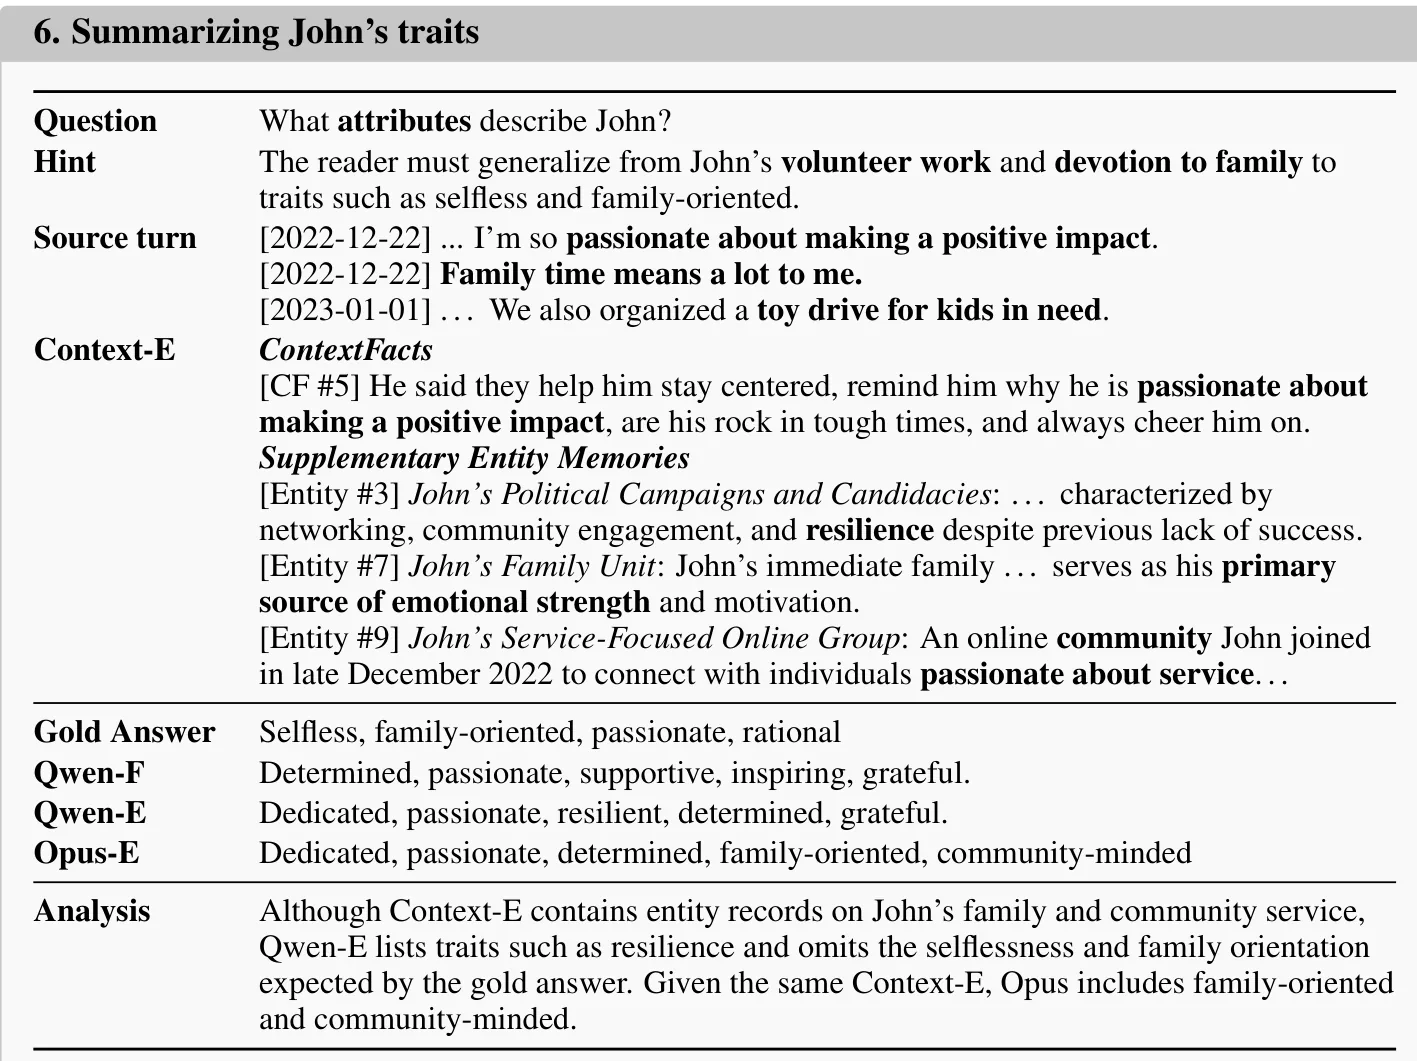 6. Summarizing John's traits
Question What attributes describe John?
Hint The reader must generalize from John's volunteer work and devotion to family to
traits such as selfless and family-oriented.
Source turn [2022-12-22] ... I'm so passionate about making a positive impact.
[2022-12-22] Family time means a lot to me.
[2023-01-01] ... We also organized a toy drive for kids in need.
Context-E ContextFacts
[CF #5] He said they help him stay centered, remind him why he is passionate about
making a positive impact, are his rock in tough times, and always cheer him on.
Supplementary Entity Memories
[Entity #3] John's Political Campaigns and Candidacies: ... characterized by
networking, community engagement, and resilience despite previous lack of success.
[Entity #7] John's Family Unit: John's immediate family ... serves as his primary
source of emotional strength and motivation.
[Entity #9] John's Service-Focused Online Group: An online community John joined
in late December 2022 to connect with individuals passionate about service...
Gold Answer Selfless, family-oriented, passionate, rational
Qwen-F Determined, passionate, supportive, inspiring, grateful.
Qwen-E Dedicated, passionate, resilient, determined, grateful.
Opus-E Dedicated, passionate, determined, family-oriented, community-minded
Analysis Although Context-E contains entity records on John's family and community service,
Qwen-E lists traits such as resilience and omits the selflessness and family orientation
expected by the gold answer. Given the same Context-E, Opus includes family-oriented
and community-minded.